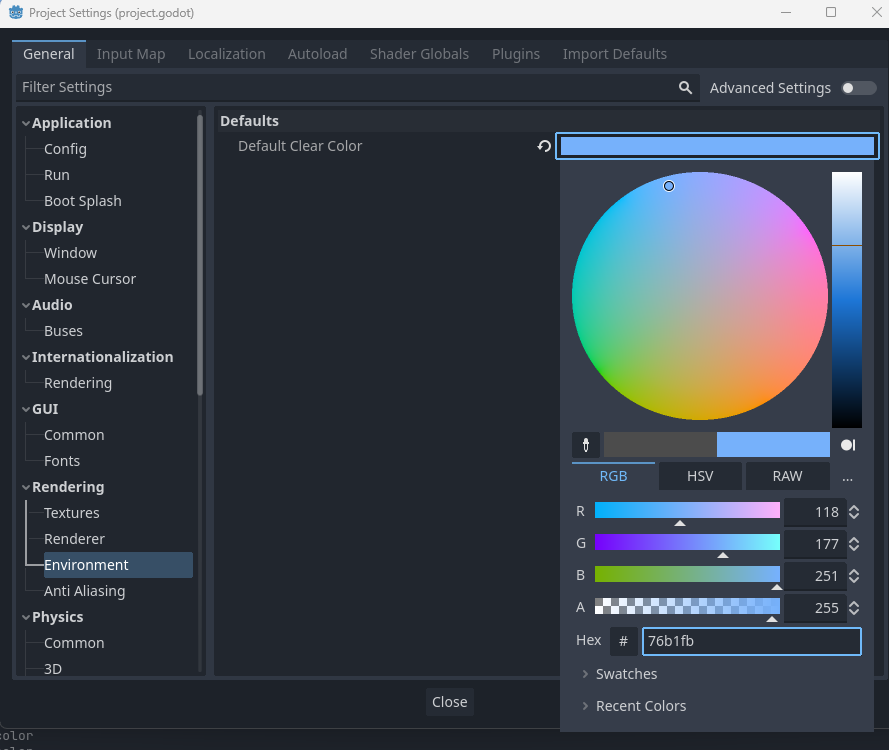 Project Settings (project.godot)
General Input Map Localization Autoload Shader Globals Plugins Import Defaults
Filter Settings Advanced Settings
Application
Config
Run
Boot Splash
Display
Window
Mouse Cursor
Audio
Buses
Internationalization
Rendering
GUI
Common
Fonts
Rendering
Textures
Renderer
Environment
Anti Aliasing
Physics
Common
3D
Defaults
Default Clear Color
RGB HSV RAW ...
R 118
G 177
B 251
A 255
Hex # 76b1fb
Swatches
Recent Colors
Close
color